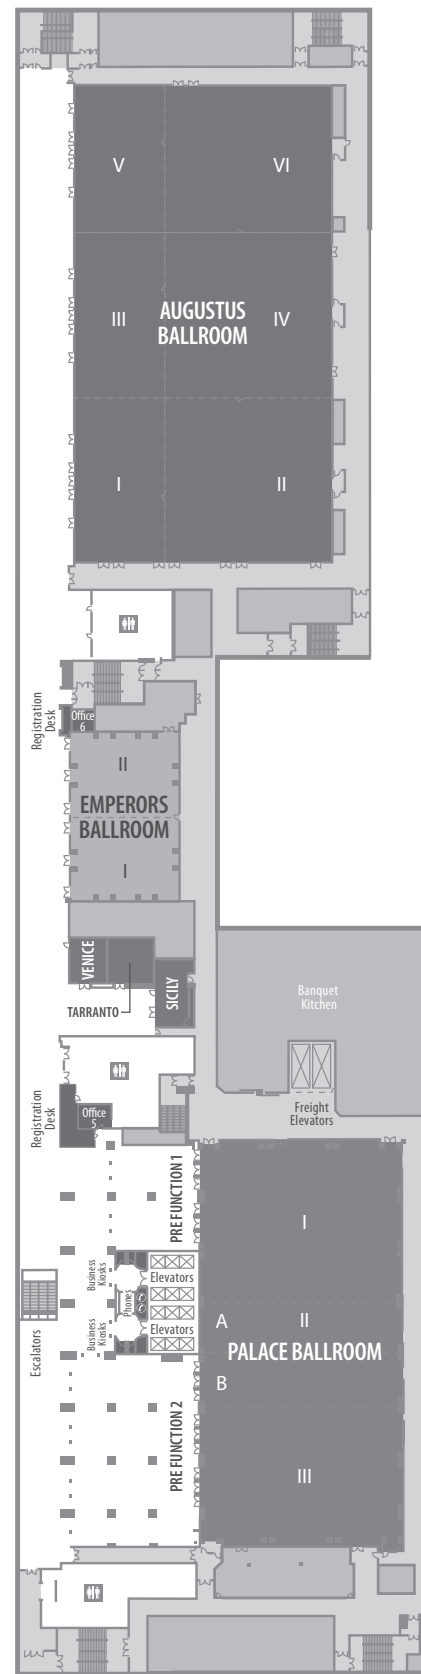 V
VI
AUGUSTUS
BALLROOM
III
IV
I
II
Registration
Desk
Office
6
II
EMPERORS
BALLROOM
I
VENICE
TARRANTO
SICILY
Banquet
Kitchen
Freight
Elevators
Registration
Desk
Office
5
PRE FUNCTION 1
I
Business
Kiosks
Elevators
Phones
Elevators
Business
Kiosks
Escalators
A
II
PALACE BALLROOM
B
PRE FUNCTION 2
III